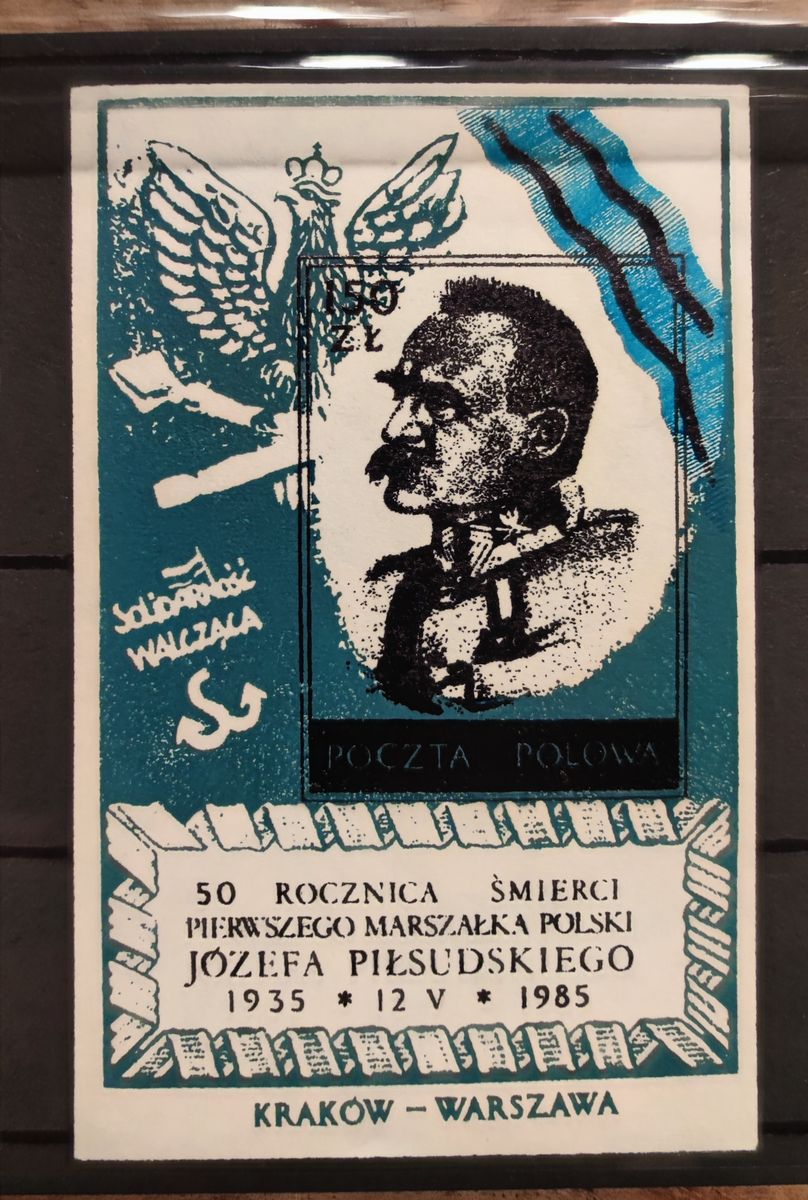 150
ZŁ
SOLIDARNOŚĆ
WALCZĄCA
POCZTA POLOWA
50 ROCZNICA ŚMIERCI
PIERWSZEGO MARSZAŁKA POLSKI
JÓZEFA PIŁSUDSKIEGO
1935 * 12 V * 1985
KRAKÓW - WARSZAWA